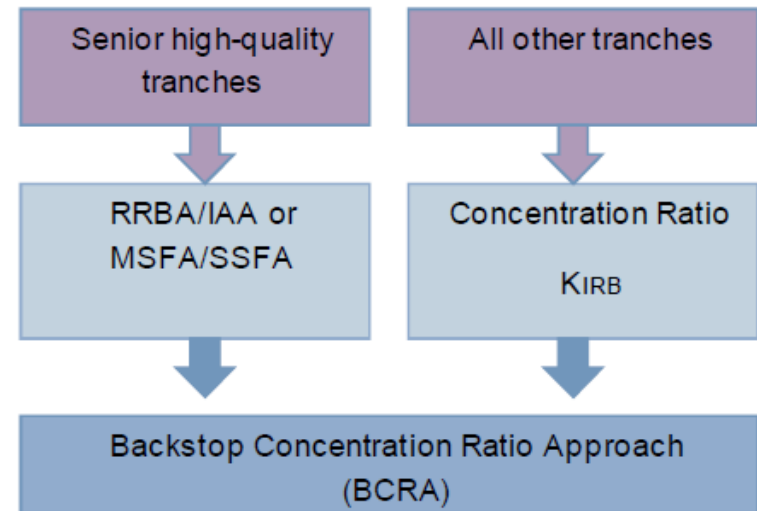 Senior high-quality
tranches
All other tranches
RRBA/IAA or
MSFA/SSFA
Concentration Ratio
KIRB
Backstop Concentration Ratio Approach
(BCRA)